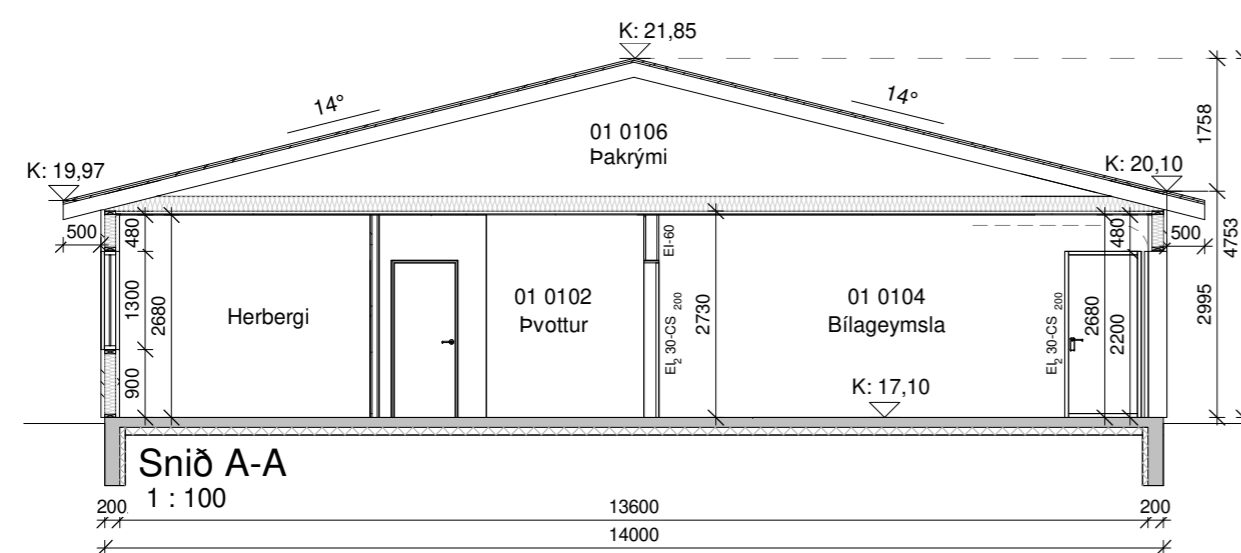 K: 21,85
14°
14°
1758
01 0106
Þakrými
K: 19,97
K: 20,10
500
480
EI-60
480
500
4753
1300
2680
Herbergi
01 0102
Þvottur
EI2 30-CS 200
2730
01 0104
Bílageymsla
EI2 30-CS 200
2680
2200
2995
900
K: 17,10
Snið A-A
1 : 100
200
13600
200
14000